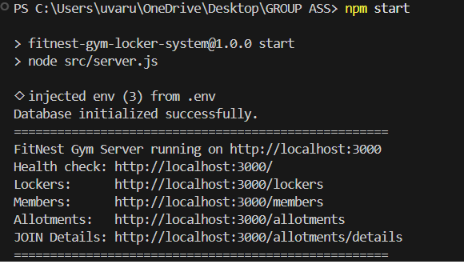 PS C:\Users\uvaru\OneDrive\Desktop\GROUP ASS> npm start
> fitnest-gym-locker-system@1.0.0 start
> node src/server.js
◇ injected env (3) from .env
Database initialized successfully.
====================================================
FitNest Gym Server running on http://localhost:3000
Health check: http://localhost:3000/
Lockers:      http://localhost:3000/lockers
Members:      http://localhost:3000/members
Allotments:   http://localhost:3000/allotments
JOIN Details: http://localhost:3000/allotments/details
====================================================